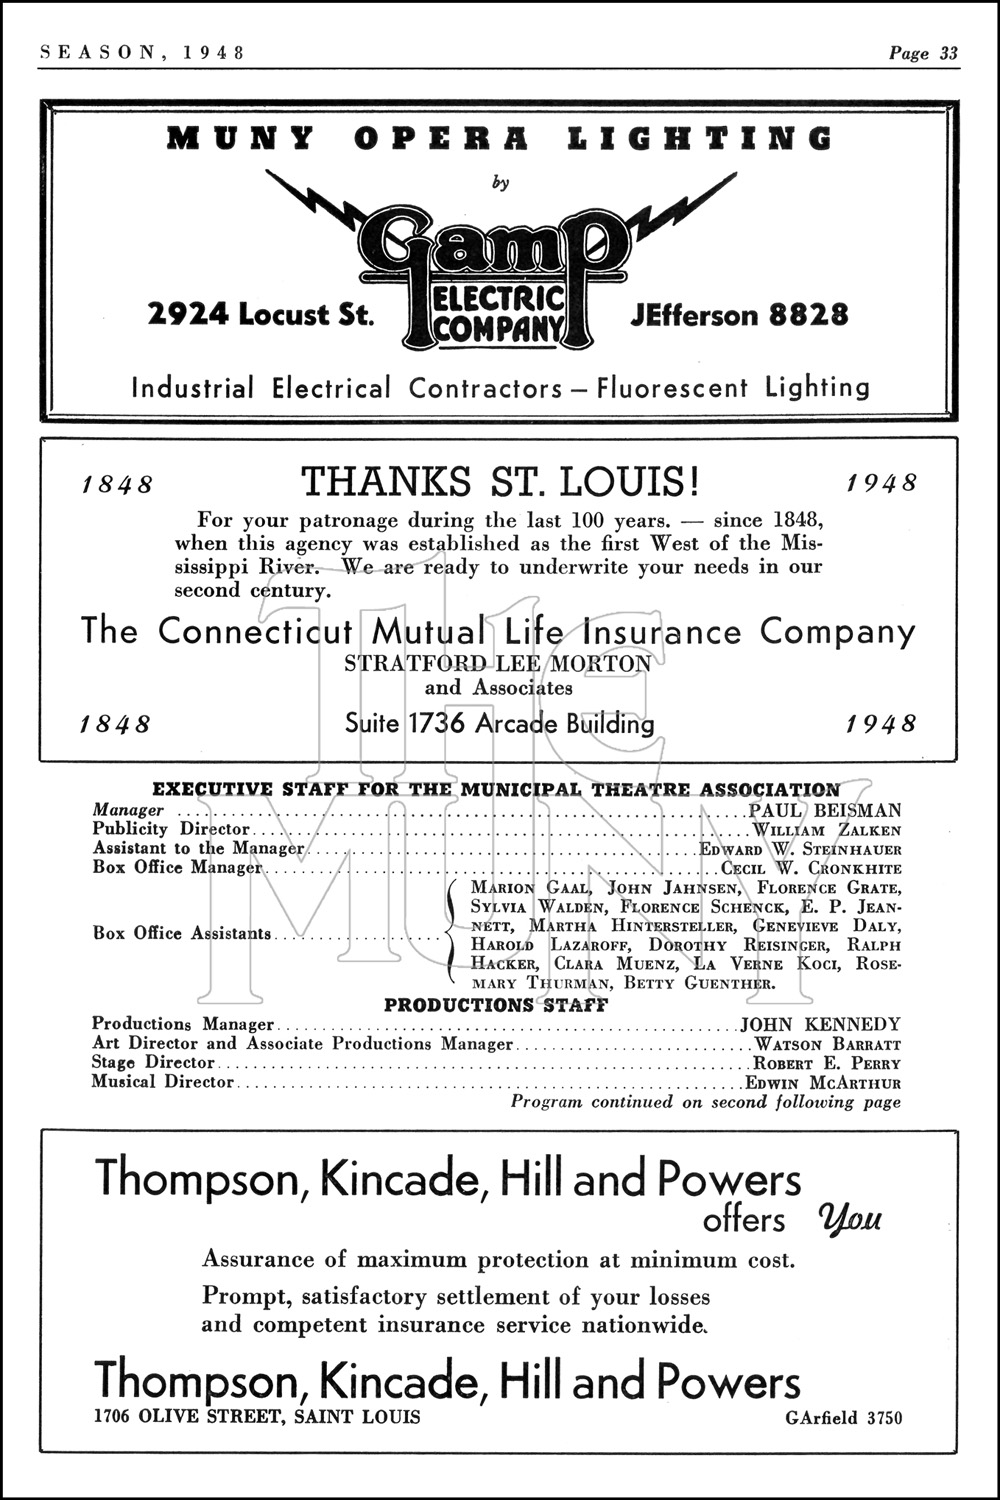 SEASON, 1948 Page 33
MUNY OPERA LIGHTING
by
Gamp
ELECTRIC
COMPANY
2924 Locust St. JEfferson 8828
Industrial Electrical Contractors — Fluorescent Lighting
1848 THANKS ST. LOUIS! 1948
For your patronage during the last 100 years. — since 1848,
when this agency was established as the first West of the Mis-
sissippi River. We are ready to underwrite your needs in our
second century.
The Connecticut Mutual Life Insurance Company
STRATFORD LEE MORTON
and Associates
1848 Suite 1736 Arcade Building 1948
THE
MUNY
EXECUTIVE STAFF FOR THE MUNICIPAL THEATRE ASSOCIATION
Manager ........ PAUL BEISMAN
Publicity Director ........ WILLIAM ZALKEN
Assistant to the Manager ........ EDWARD W. STEINHAUER
Box Office Manager ........ CECIL W. CRONKHITE
MARION GAAL, JOHN JAHNSEN, FLORENCE GRATE,
SYLVIA WALDEN, FLORENCE SCHENCK, E. P. JEAN-
NETT, MARTHA HINTERSTELLER, GENEVIEVE DALY,
Box Office Assistants ........ HAROLD LAZAROFF, DOROTHY REISINGER, RALPH
HACKER, CLARA MUENZ, LA VERNE KOCI, ROSE-
MARY THURMAN, BETTY GUENTHER.
PRODUCTIONS STAFF
Productions Manager ........ JOHN KENNEDY
Art Director and Associate Productions Manager ........ WATSON BARRATT
Stage Director ........ ROBERT E. PERRY
Musical Director ........ EDWIN MCARTHUR
Program continued on second following page
Thompson, Kincade, Hill and Powers
offers You
Assurance of maximum protection at minimum cost.
Prompt, satisfactory settlement of your losses
and competent insurance service nationwide.
Thompson, Kincade, Hill and Powers
1706 OLIVE STREET, SAINT LOUIS GArfield 3750